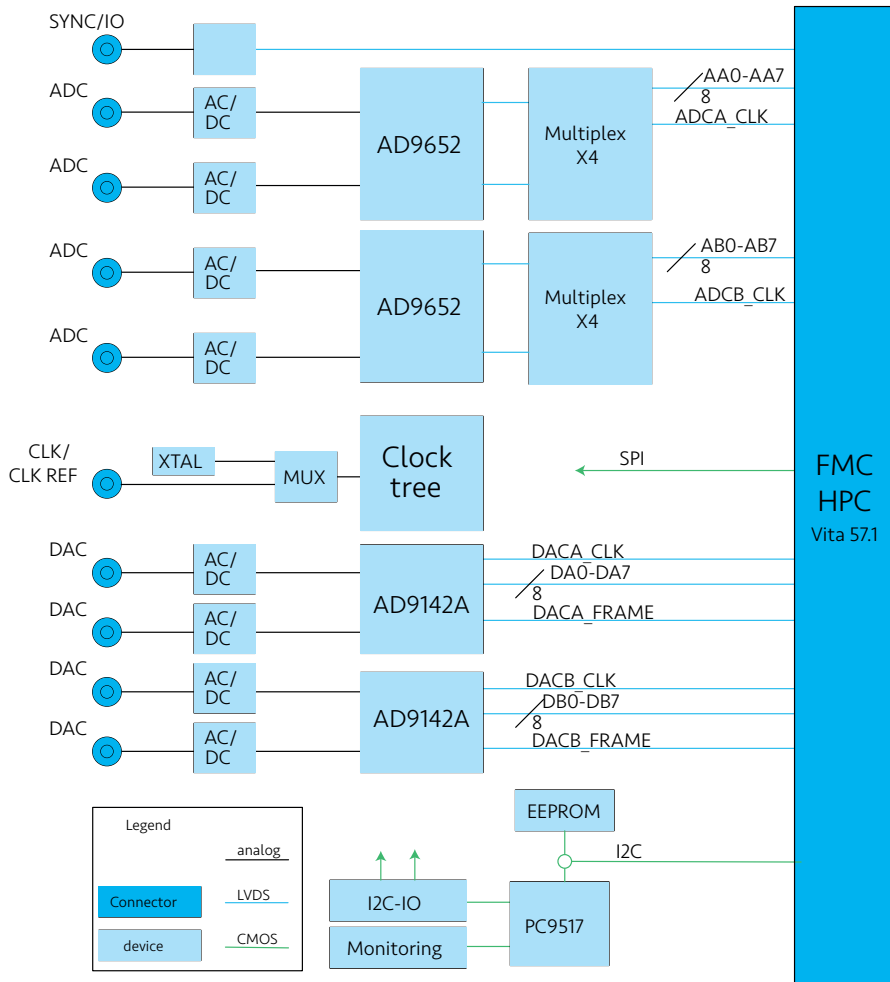 SYNC/IO
ADC
AC/
DC
ADC
AC/
DC
AD9652
Multiplex
X4
AA0-AA7
8
ADCA_CLK
ADC
AC/
DC
ADC
AC/
DC
AD9652
Multiplex
X4
AB0-AB7
8
ADCB_CLK
CLK/
CLK REF
XTAL
MUX
Clock
tree
SPI
FMC
HPC
Vita 57.1
DAC
AC/
DC
DAC
AC/
DC
AD9142A
DACA_CLK
DA0-DA7
8
DACA_FRAME
DAC
AC/
DC
DAC
AC/
DC
AD9142A
DACB_CLK
DB0-DB7
8
DACB_FRAME
Legend
analog
Connector
LVDS
device
CMOS
EEPROM
I2C
I2C-IO
Monitoring
PC9517